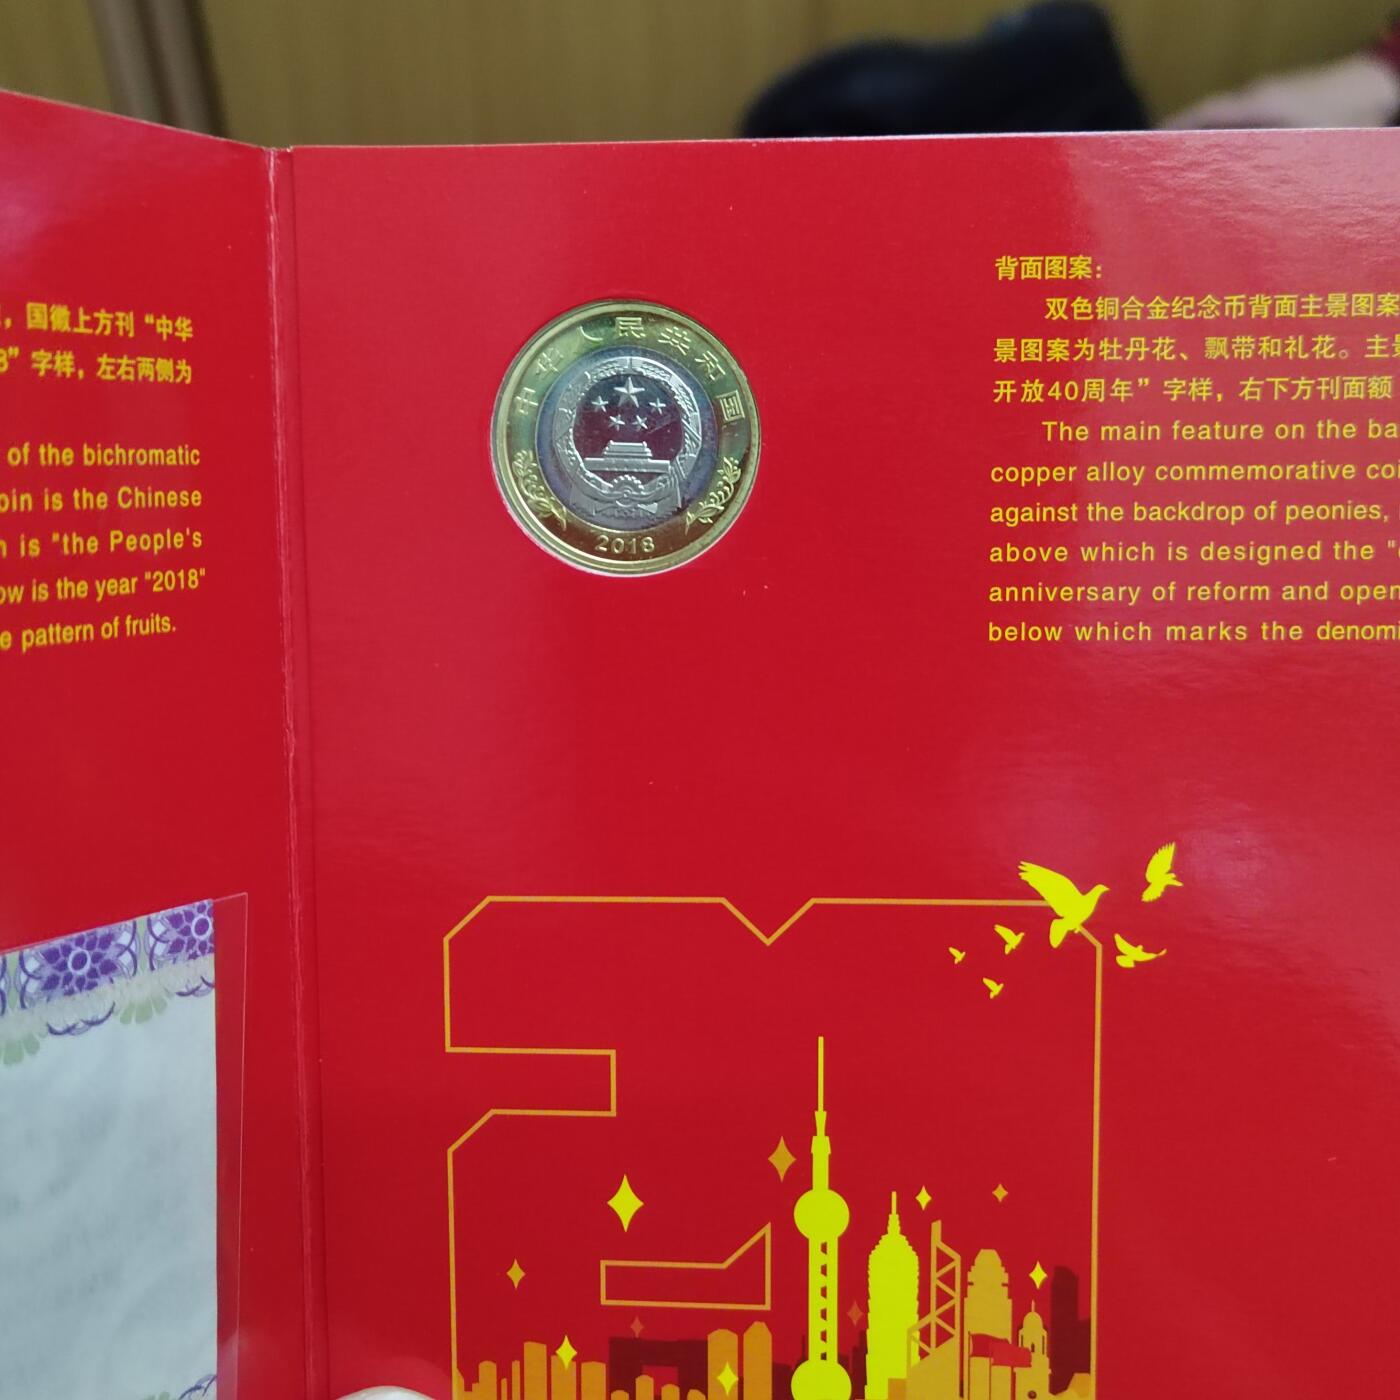 ，国徽上方刊“中华
8”字样，左右两侧为
of the bichromatic
oin is the Chinese
is "the People's
ow is the year "2018"
e pattern of fruits.
中华人民共和国
2018
背面图案：
双色铜合金纪念币背面主景图案
景图案为牡丹花、飘带和礼花。主景
开放40周年”字样，右下方刊面额
The main feature on the ba
copper alloy commemorative coi
against the backdrop of peonies,
above which is designed the "
anniversary of reform and open
below which marks the denomi